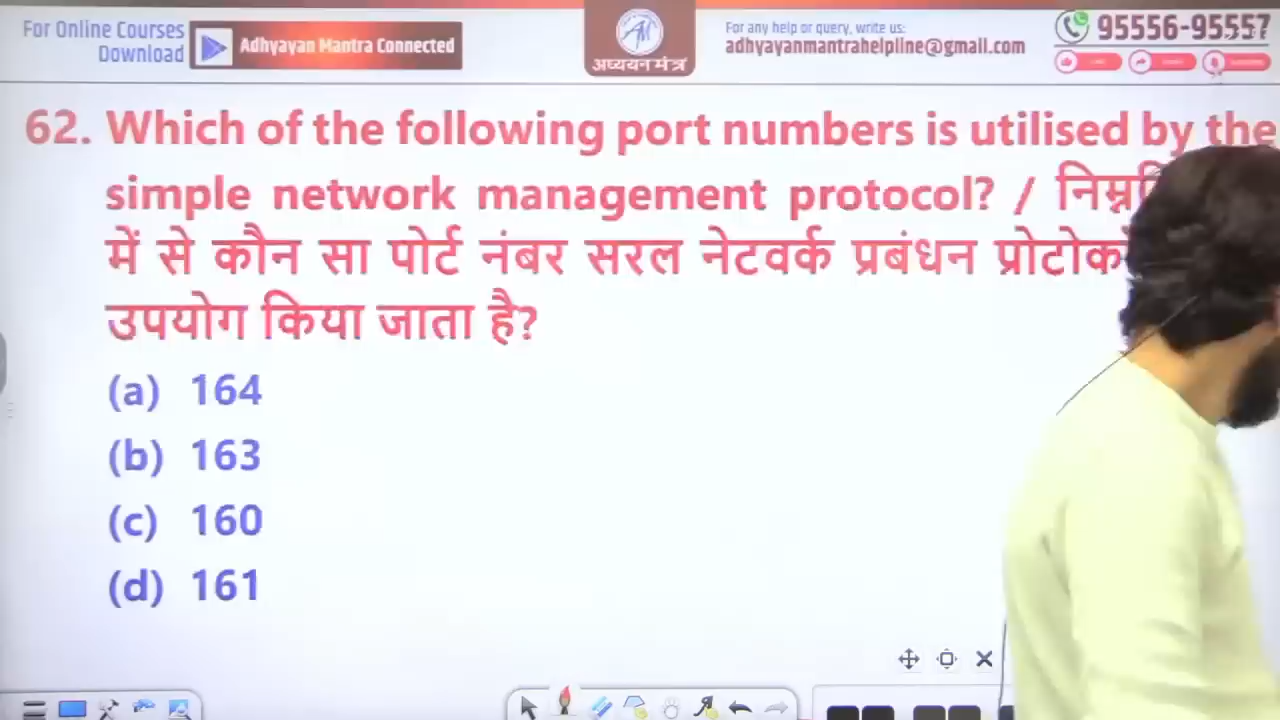 For Online Courses
Download
Adhyayan Mantra Connected
अध्ययन मंत्र
For any help or query, write us:
adhyayanmantrahelpline@gmail.com
95556-95557
62. Which of the following port numbers is utilised by the
simple network management protocol? /
में से कौन सा पोर्ट नंबर सरल नेटवर्क प्रबंधन
उपयोग किया जाता है?
(a) 164
(b) 163
(c) 160
(d) 161